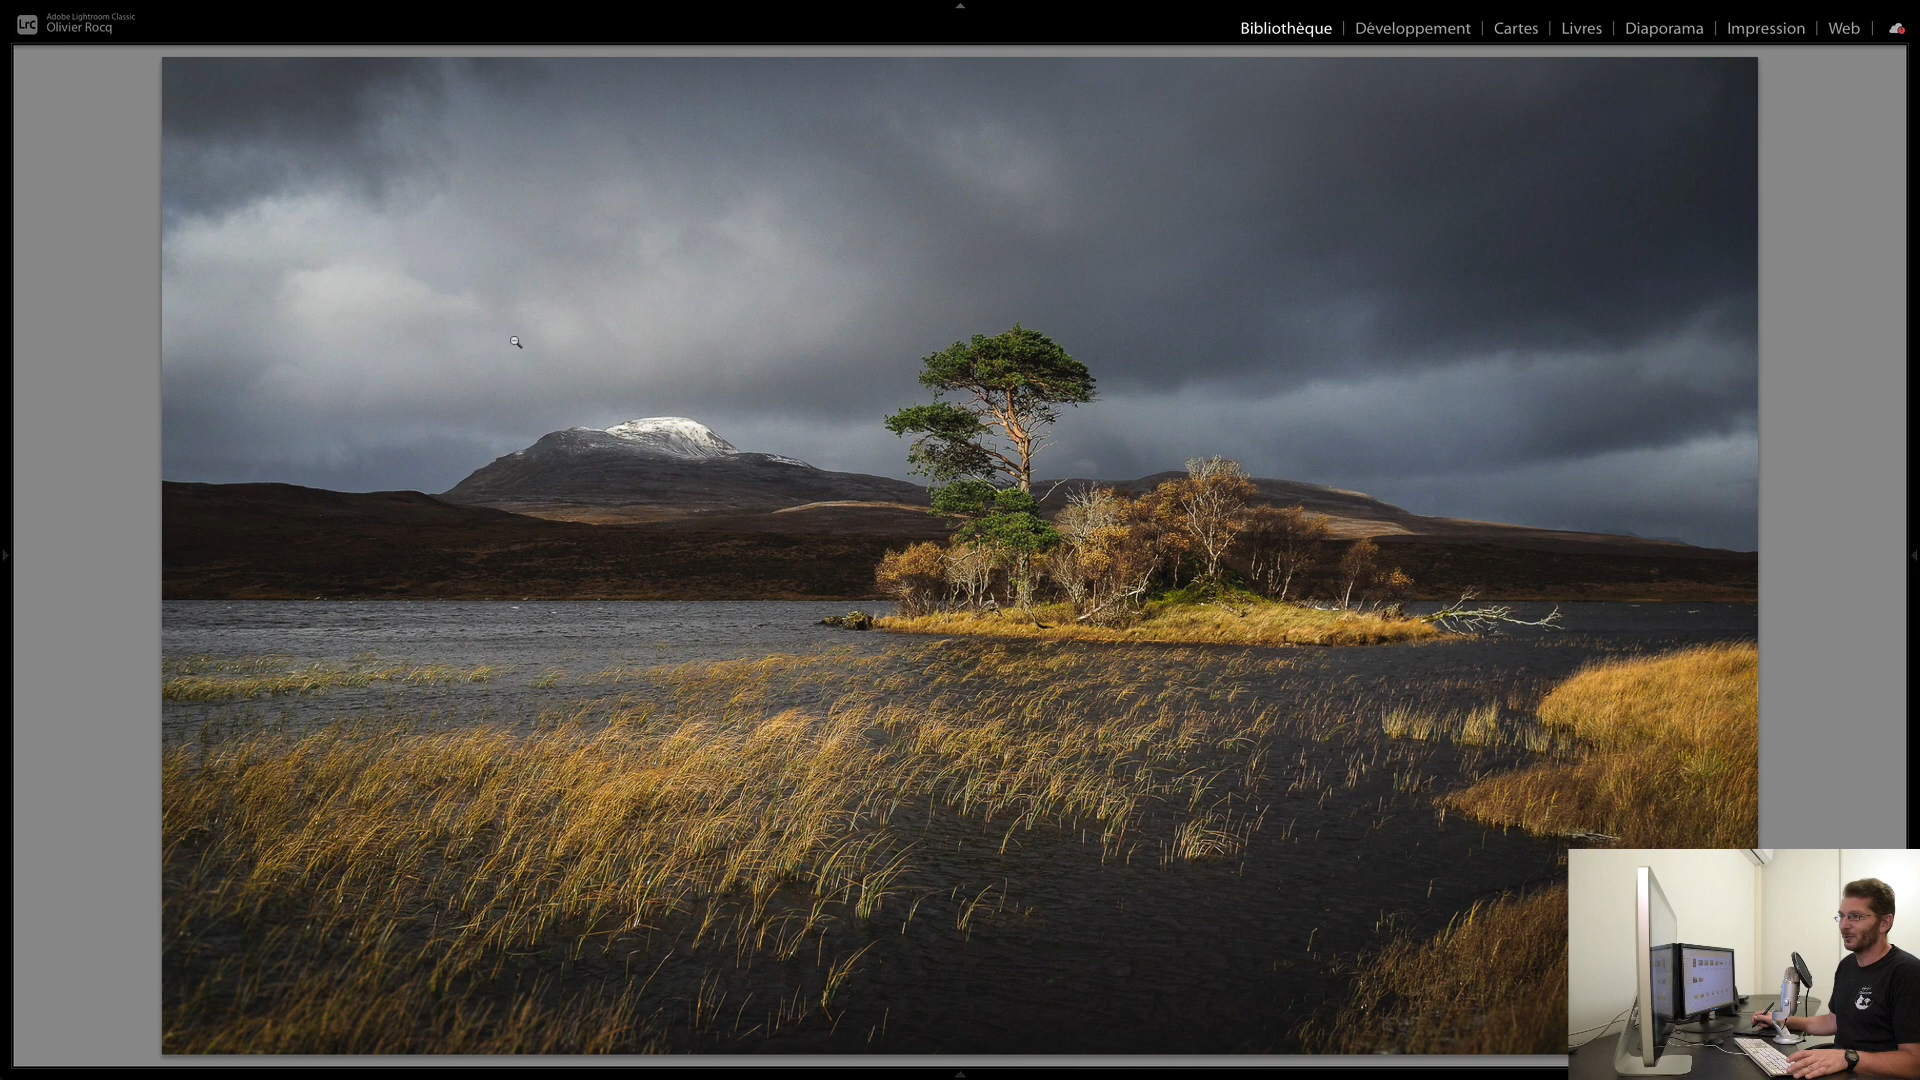 Lrc
Adobe Lightroom Classic
Olivier Rocq
Bibliothèque
Développement
Cartes
Livres
Diaporama
Impression
Web